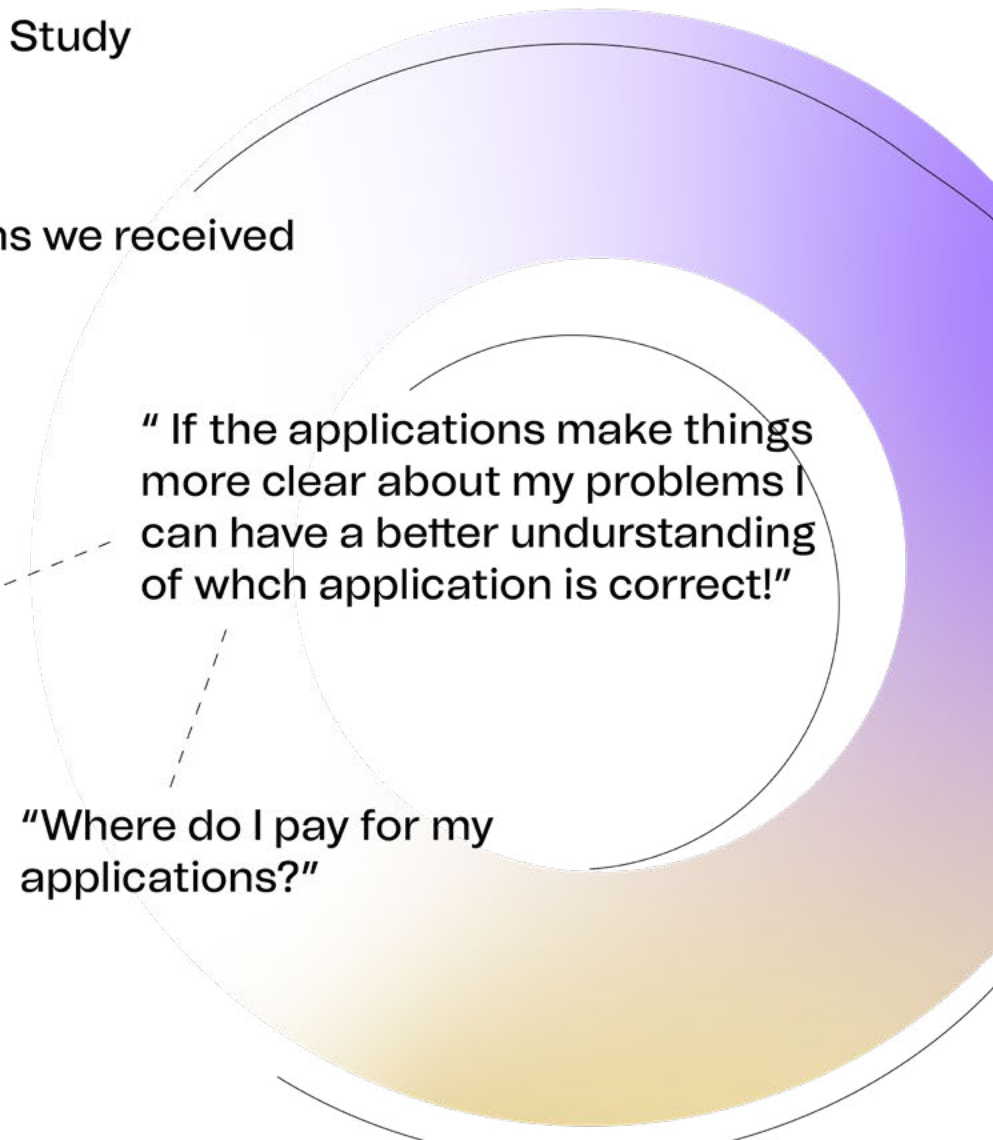 Study
ns we received
“ If the applications make things
more clear about my problems I
can have a better undurstanding
of whch application is correct!”
“Where do I pay for my
applications?”